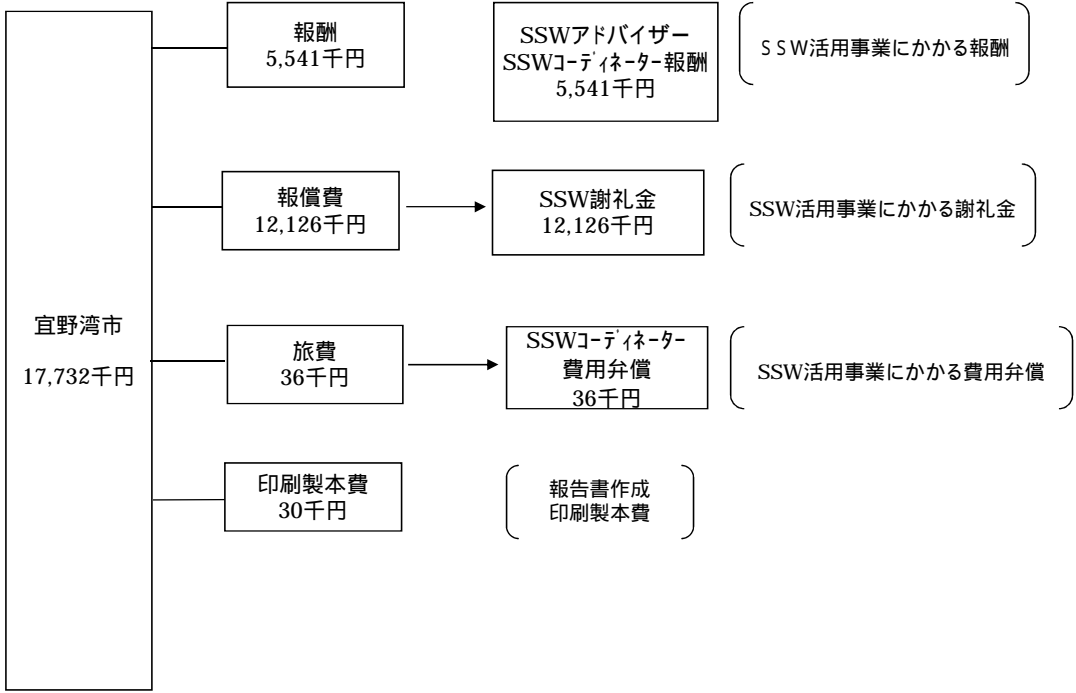 宜野湾市
17,732千円
報酬
5,541千円
SSWアドバイザー
SSWｺｰﾃﾞｨﾈｰﾀｰ報酬
5,541千円
ＳＳＷ活用事業にかかる報酬
報償費
12,126千円
SSW謝礼金
12,126千円
SSW活用事業にかかる謝礼金
旅費
36千円
SSWｺｰﾃﾞｨﾈｰﾀｰ
費用弁償
36千円
SSW活用事業にかかる費用弁償
印刷製本費
30千円
報告書作成
印刷製本費